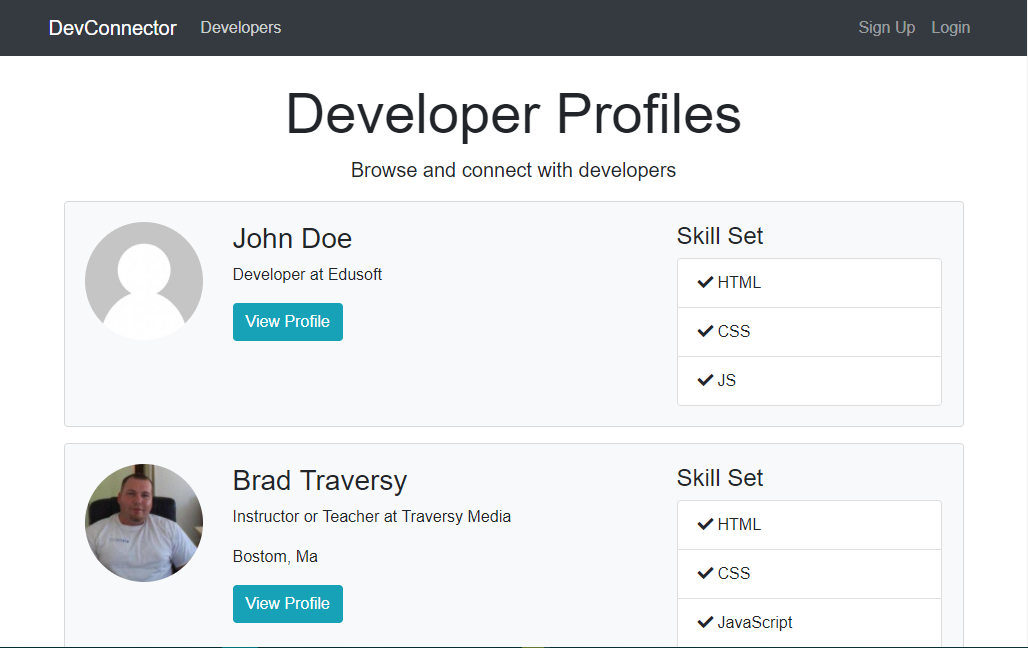 DevConnector Developers Sign Up Login
Developer Profiles
Browse and connect with developers
John Doe
Developer at Edusoft
View Profile
Skill Set
HTML
CSS
JS
Brad Traversy
Instructor or Teacher at Traversy Media
Bostom, Ma
View Profile
Skill Set
HTML
CSS
JavaScript